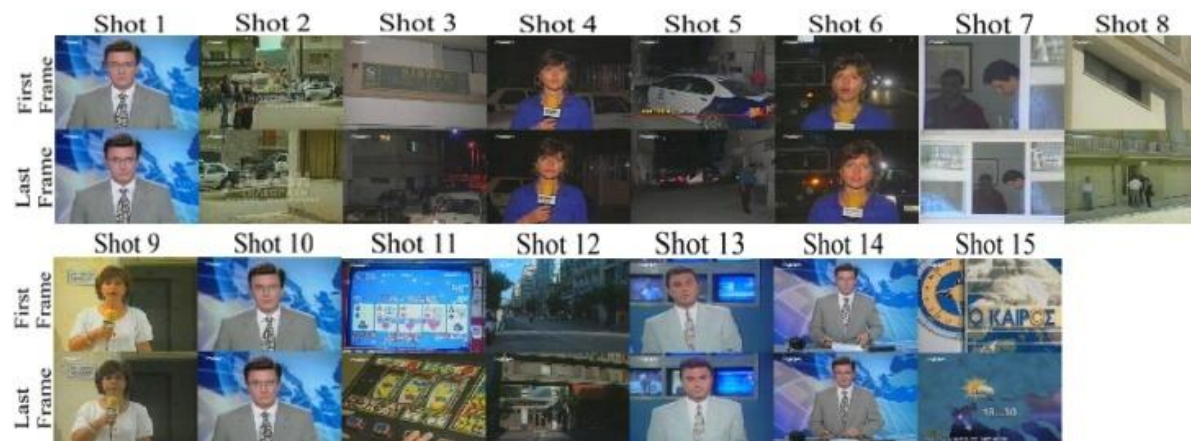 Shot 1 Shot 2 Shot 3 Shot 4 Shot 5 Shot 6 Shot 7 Shot 8
First Frame
Last Frame
Shot 9 Shot 10 Shot 11 Shot 12 Shot 13 Shot 14 Shot 15
First Frame
Ο ΚΑΙΡΟΣ
Last Frame